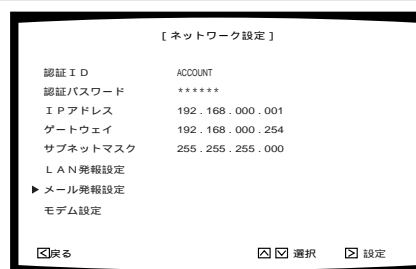 [ネットワーク設定]
認証ID ACCOUNT
認証パスワード ******
IPアドレス 192.168.000.001
ゲートウェイ 192.168.000.254
サブネットマスク 255.255.255.000
LAN発報設定
▶メール発報設定
モデム設定
戻る 選択 設定